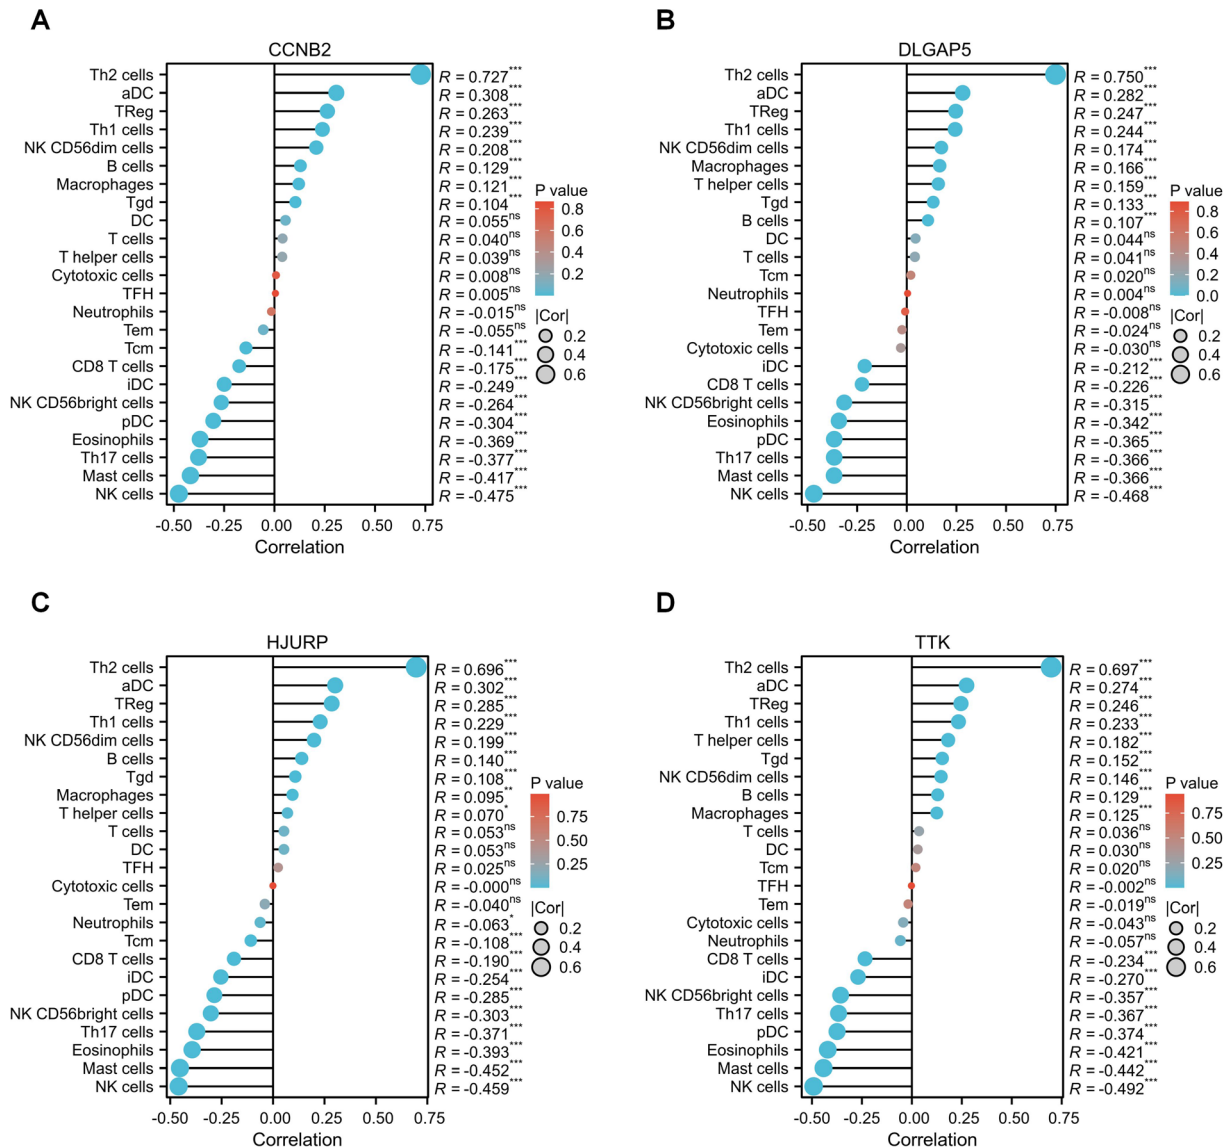 A
CCNB2
Th2 cells R = 0.727***
aDC R = 0.308***
TReg R = 0.263***
Th1 cells R = 0.239***
NK CD56dim cells R = 0.208***
B cells R = 0.129***
Macrophages R = 0.121***
Tgd R = 0.104***
DC R = 0.055ns
T cells R = 0.040ns
T helper cells R = 0.039ns
Cytotoxic cells R = 0.008ns
TFH R = 0.005ns
Neutrophils R = -0.015ns
Tem R = -0.055ns
Tcm R = -0.141***
CD8 T cells R = -0.175***
iDC R = -0.249***
NK CD56bright cells R = -0.264***
pDC R = -0.304***
Eosinophils R = -0.369***
Th17 cells R = -0.377***
Mast cells R = -0.417***
NK cells R = -0.475***
-0.50 -0.25 0.00 0.25 0.50 0.75
Correlation
P value
0.8
0.6
0.4
0.2
|Cor|
0.2
0.4
0.6
B
DLGAP5
Th2 cells R = 0.750***
aDC R = 0.282***
TReg R = 0.247***
Th1 cells R = 0.244***
NK CD56dim cells R = 0.174***
Macrophages R = 0.166***
T helper cells R = 0.159***
Tgd R = 0.133***
B cells R = 0.107***
DC R = 0.044ns
T cells R = 0.041ns
Tcm R = 0.020ns
Neutrophils R = 0.004ns
TFH R = -0.008ns
Tem R = -0.024ns
Cytotoxic cells R = -0.030ns
iDC R = -0.212***
CD8 T cells R = -0.226***
NK CD56bright cells R = -0.315***
Eosinophils R = -0.342***
pDC R = -0.365***
Th17 cells R = -0.366***
Mast cells R = -0.366***
NK cells R = -0.468***
-0.50 -0.25 0.00 0.25 0.50 0.75
Correlation
P value
0.8
0.6
0.4
0.2
0.0
|Cor|
0.2
0.4
0.6
C
HJURP
Th2 cells R = 0.696***
aDC R = 0.302***
TReg R = 0.285***
Th1 cells R = 0.229***
NK CD56dim cells R = 0.199***
B cells R = 0.140***
Tgd R = 0.108***
Macrophages R = 0.095**
T helper cells R = 0.070*
T cells R = 0.053ns
DC R = 0.053ns
TFH R = 0.025ns
Cytotoxic cells R = -0.000ns
Tem R = -0.040ns
Neutrophils R = -0.063*
Tcm R = -0.108***
CD8 T cells R = -0.190***
iDC R = -0.254***
pDC R = -0.285***
NK CD56bright cells R = -0.303***
Th17 cells R = -0.371***
Eosinophils R = -0.393***
Mast cells R = -0.452***
NK cells R = -0.459***
-0.50 -0.25 0.00 0.25 0.50 0.75
Correlation
P value
0.75
0.50
0.25
|Cor|
0.2
0.4
0.6
D
TTK
Th2 cells R = 0.697***
aDC R = 0.274***
TReg R = 0.246***
Th1 cells R = 0.233***
T helper cells R = 0.182***
Tgd R = 0.152***
NK CD56dim cells R = 0.146***
B cells R = 0.129***
Macrophages R = 0.125***
T cells R = 0.036ns
DC R = 0.030ns
Tcm R = 0.020ns
TFH R = -0.002ns
Tem R = -0.019ns
Cytotoxic cells R = -0.043ns
Neutrophils R = -0.057ns
CD8 T cells R = -0.234***
iDC R = -0.270***
NK CD56bright cells R = -0.357***
Th17 cells R = -0.367***
pDC R = -0.374***
Eosinophils R = -0.421***
Mast cells R = -0.442***
NK cells R = -0.492***
-0.50 -0.25 0.00 0.25 0.50 0.75
Correlation
P value
0.75
0.50
0.25
|Cor|
0.2
0.4
0.6